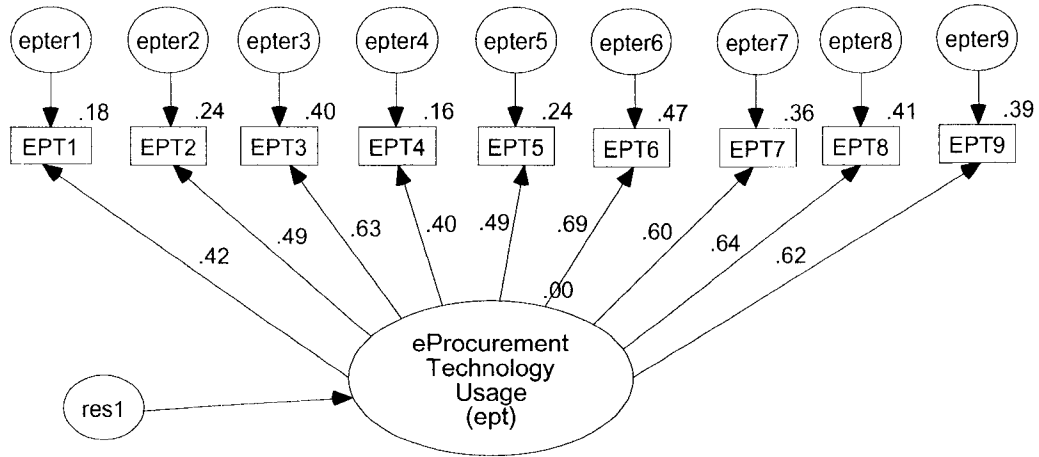 epter1 epter2 epter3 epter4 epter5 epter6 epter7 epter8 epter9
.18 .24 .40 .16 .24 .47 .36 .41 .39
EPT1 EPT2 EPT3 EPT4 EPT5 EPT6 EPT7 EPT8 EPT9
.42 .49 .63 .40 .49 .69 .60 .64 .62
.00
eProcurement
Technology
Usage
(ept)
res1